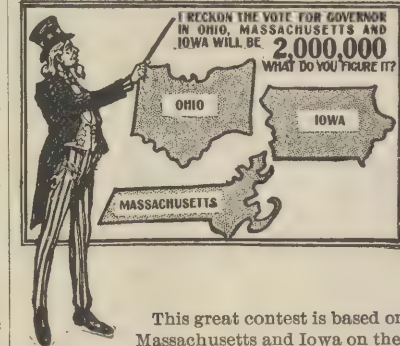 I RECKON THE VOTE FOR GOVERNOR
IN OHIO, MASSACHUSETTS AND
IOWA WILL BE 2,000,000
WHAT DO YOU FIGURE IT?
OHIO
IOWA
MASSACHUSETTS
This great contest is based on
Massachusetts and Iowa on the